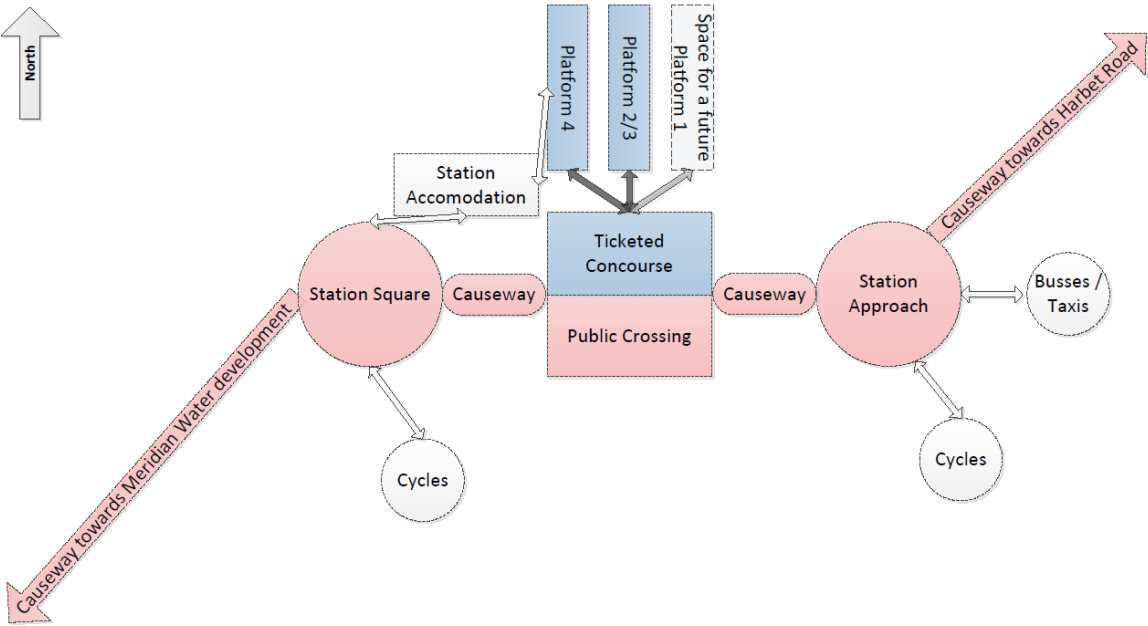 North
Platform 4
Platform 2/3
Space for a future
Platform 1
Station
Accomodation
Ticketed
Concourse
Public Crossing
Station Square
Causeway
Causeway
Station
Approach
Busses /
Taxis
Cycles
Cycles
Causeway towards Harbet Road
Causeway towards Meridian Water development